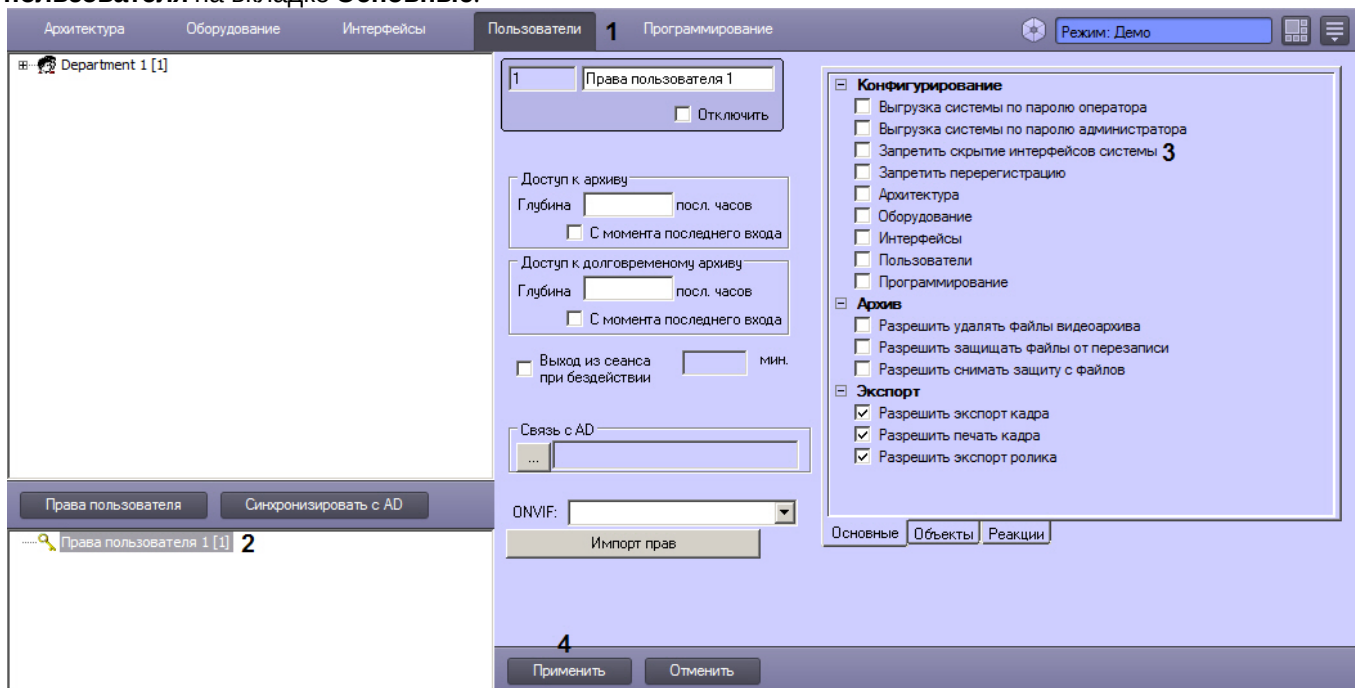 пользователя на вкладке Основные.
Архитектура Оборудование Интерфейсы Пользователи 1 Программирование Режим: Демо
Department 1 [1]
1 Права пользователя 1
Отключить
Доступ к архиву
Глубина посл. часов
С момента последнего входа
Доступ к долговременому архиву
Глубина посл. часов
С момента последнего входа
Выход из сеанса
при бездействии
мин.
Связь с AD
...
ONVIF:
Импорт прав
Конфигурирование
Выгрузка системы по паролю оператора
Выгрузка системы по паролю администратора
Запретить скрытие интерфейсов системы 3
Запретить перерегистрацию
Архитектура
Оборудование
Интерфейсы
Пользователи
Программирование
Архив
Разрешить удалять файлы видеоархива
Разрешить защищать файлы от перезаписи
Разрешить снимать защиту с файлов
Экспорт
Разрешить экспорт кадра
Разрешить печать кадра
Разрешить экспорт ролика
Основные Объекты Реакции
Права пользователя Синхронизировать с AD
Права пользователя 1 [1] 2
4
Применить Отменить